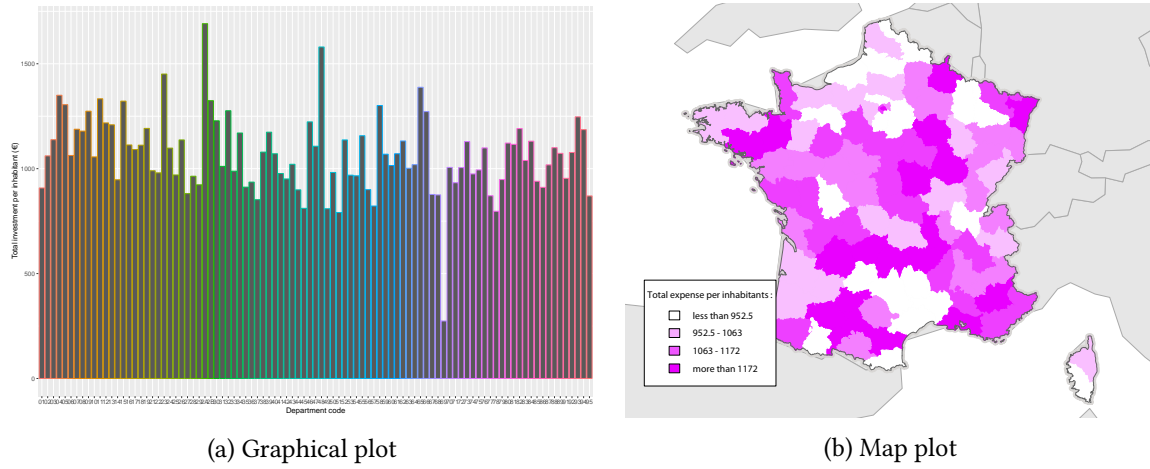 Total investment per inhabitant (€)
1500
1000
500
0
Department code
(a) Graphical plot
Total expense per inhabitants :
less than 952.5
952.5 - 1063
1063 - 1172
more than 1172
(b) Map plot